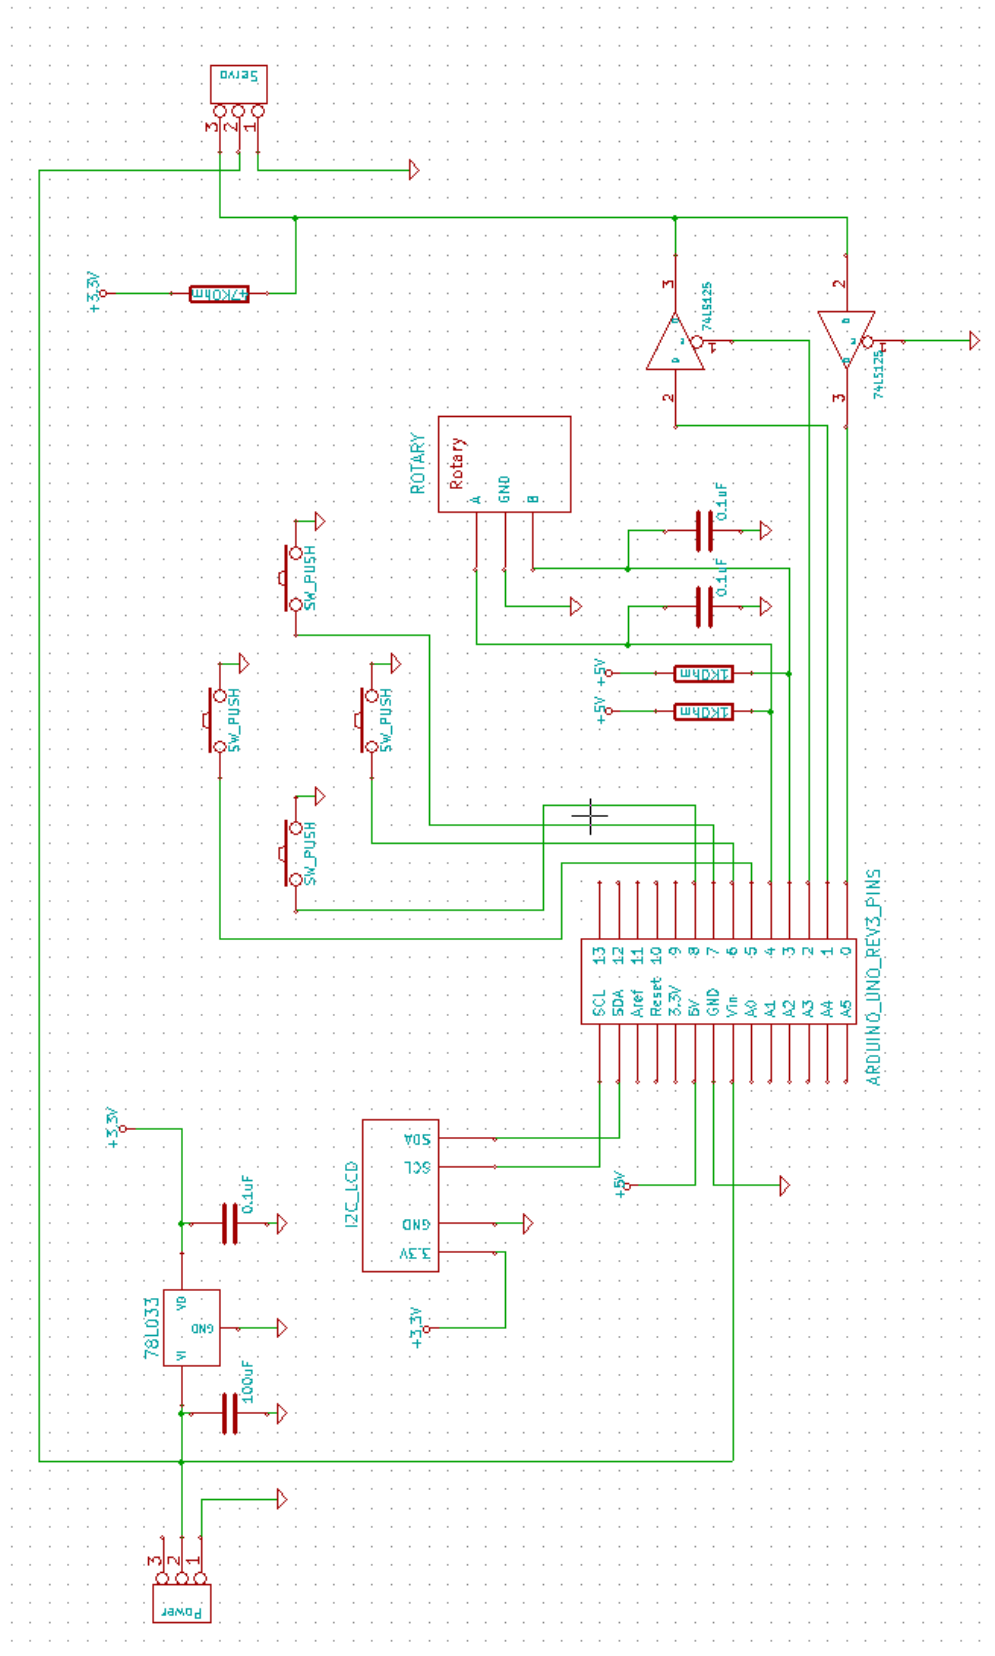 Servo
3
2
1
+3.3V
47KOhm
3
74LS125
1
2
2
1
74LS125
3
ROTARY
Rotary
A
GND
B
0.1uF
0.1uF
SW_PUSH
SW_PUSH
SW_PUSH
SW_PUSH
+5V
1KOhm
+5V
1KOhm
13
12
11
10
9
8
7
6
5
4
3
2
1
0
SCL
SDA
Aref
Reset
3.3V
5V
GND
Vin
A0
A1
A2
A3
A4
A5
ARDUINO_UNO_REV3_PINS
+3.3V
0.1uF
78L033
VO
GND
VI
100uF
I2C_LCD
SDA
SCL
GND
3.3V
+3.3V
+5V
3
2
1
Power